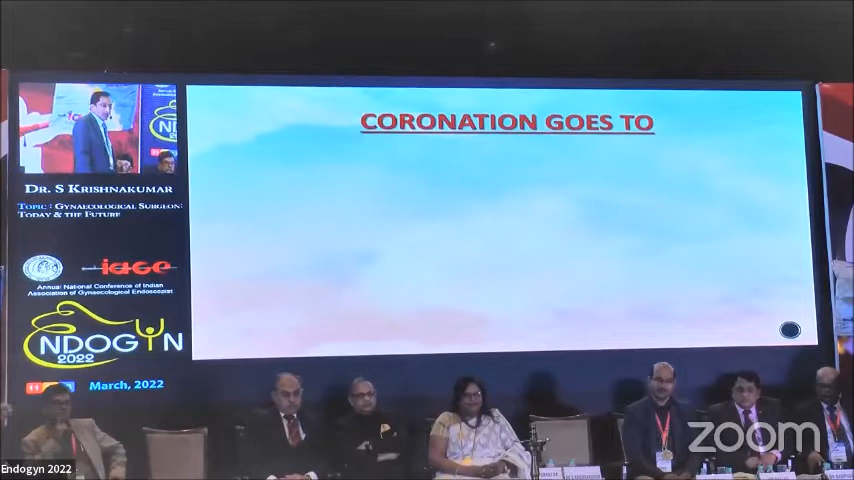 CORONATION GOES TO
DR. S KRISHNAKUMAR
TOPIC : GYNAECOLOGICAL SURGEON:
TODAY & THE FUTURE
iage
Annual National Conference of Indian
Association of Gynaecological Endoscopist
ENDOGYN
2022
March, 2022
zoom
Endogyn 2022